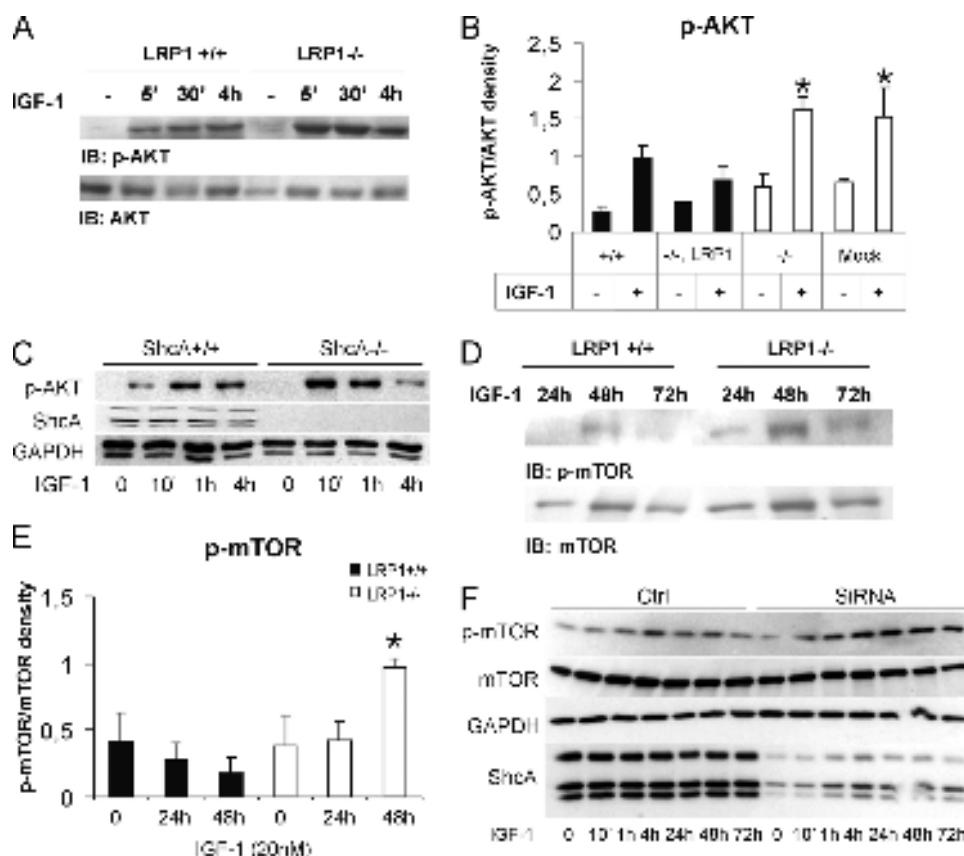 A
LRP1 +/+ LRP1-/-
IGF-1 - 5' 30' 4h - 5' 30' 4h
IB: p-AKT
IB: AKT
B
p-AKT
p-AKT/AKT density
2,5
2
1,5
1
0,5
0
* *
+/+ -/-, LRP1 -/- Mock
IGF-1 - + - + - + - +
C
ShcA+/+ ShcA-/-
p-AKT
ShcA
GAPDH
IGF-1 0 10' 1h 4h 0 10' 1h 4h
D
LRP1 +/+ LRP1-/-
IGF-1 24h 48h 72h 24h 48h 72h
IB: p-mTOR
IB: mTOR
E
p-mTOR
LRP1+/+
LRP1-/-
p-mTOR/mTOR density
1,5
1
0,5
0
*
0 24h 48h 0 24h 48h
IGF-1 (20nM)
F
Ctrl SiRNA
p-mTOR
mTOR
GAPDH
ShcA
IGF-1 0 10' 1h 4h 24h 48h 72h 0 10' 1h 4h 24h 48h 72h